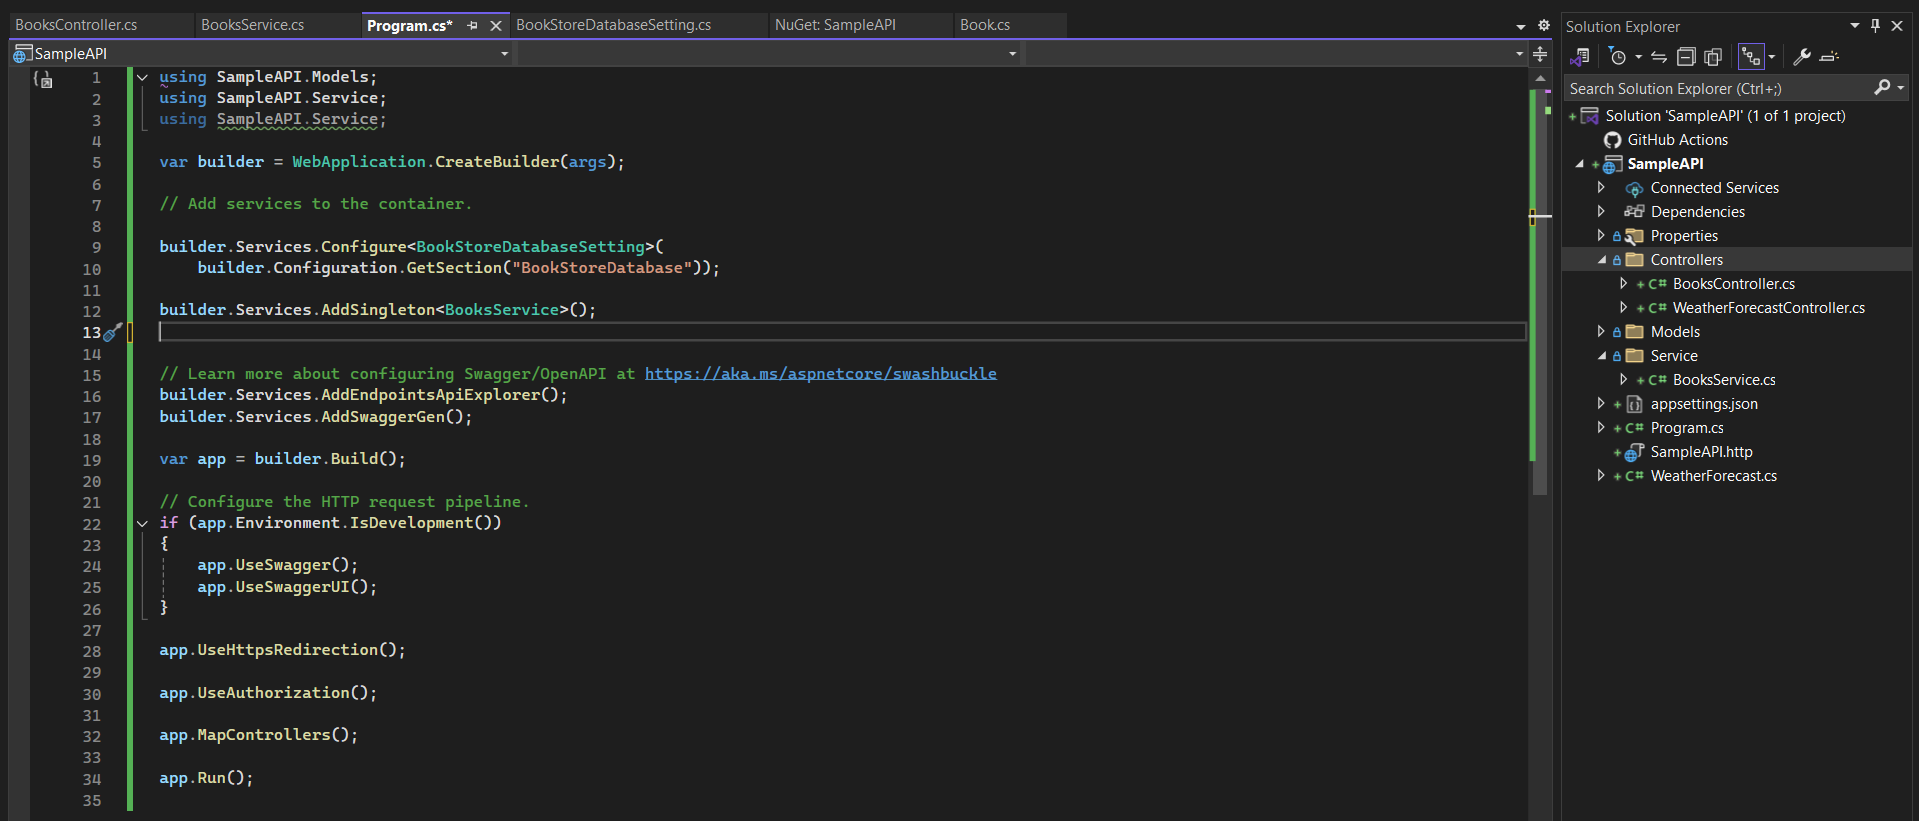 BooksController.cs
BooksService.cs
Program.cs*
BookStoreDatabaseSetting.cs
NuGet: SampleAPI
Book.cs
SampleAPI
1 using SampleAPI.Models;
2 using SampleAPI.Service;
3 using SampleAPI.Service;
4
5 var builder = WebApplication.CreateBuilder(args);
6
7 // Add services to the container.
8
9 builder.Services.Configure<BookStoreDatabaseSetting>(
10     builder.Configuration.GetSection("BookStoreDatabase"));
11
12 builder.Services.AddSingleton<BooksService>();
13
14
15 // Learn more about configuring Swagger/OpenAPI at https://aka.ms/aspnetcore/swashbuckle
16 builder.Services.AddEndpointsApiExplorer();
17 builder.Services.AddSwaggerGen();
18
19 var app = builder.Build();
20
21 // Configure the HTTP request pipeline.
22 if (app.Environment.IsDevelopment())
23 {
24     app.UseSwagger();
25     app.UseSwaggerUI();
26 }
27
28 app.UseHttpsRedirection();
29
30 app.UseAuthorization();
31
32 app.MapControllers();
33
34 app.Run();
35
Solution Explorer
Search Solution Explorer (Ctrl+;)
Solution 'SampleAPI' (1 of 1 project)
GitHub Actions
SampleAPI
Connected Services
Dependencies
Properties
Controllers
C# BooksController.cs
C# WeatherForecastController.cs
Models
Service
C# BooksService.cs
appsettings.json
C# Program.cs
SampleAPI.http
C# WeatherForecast.cs